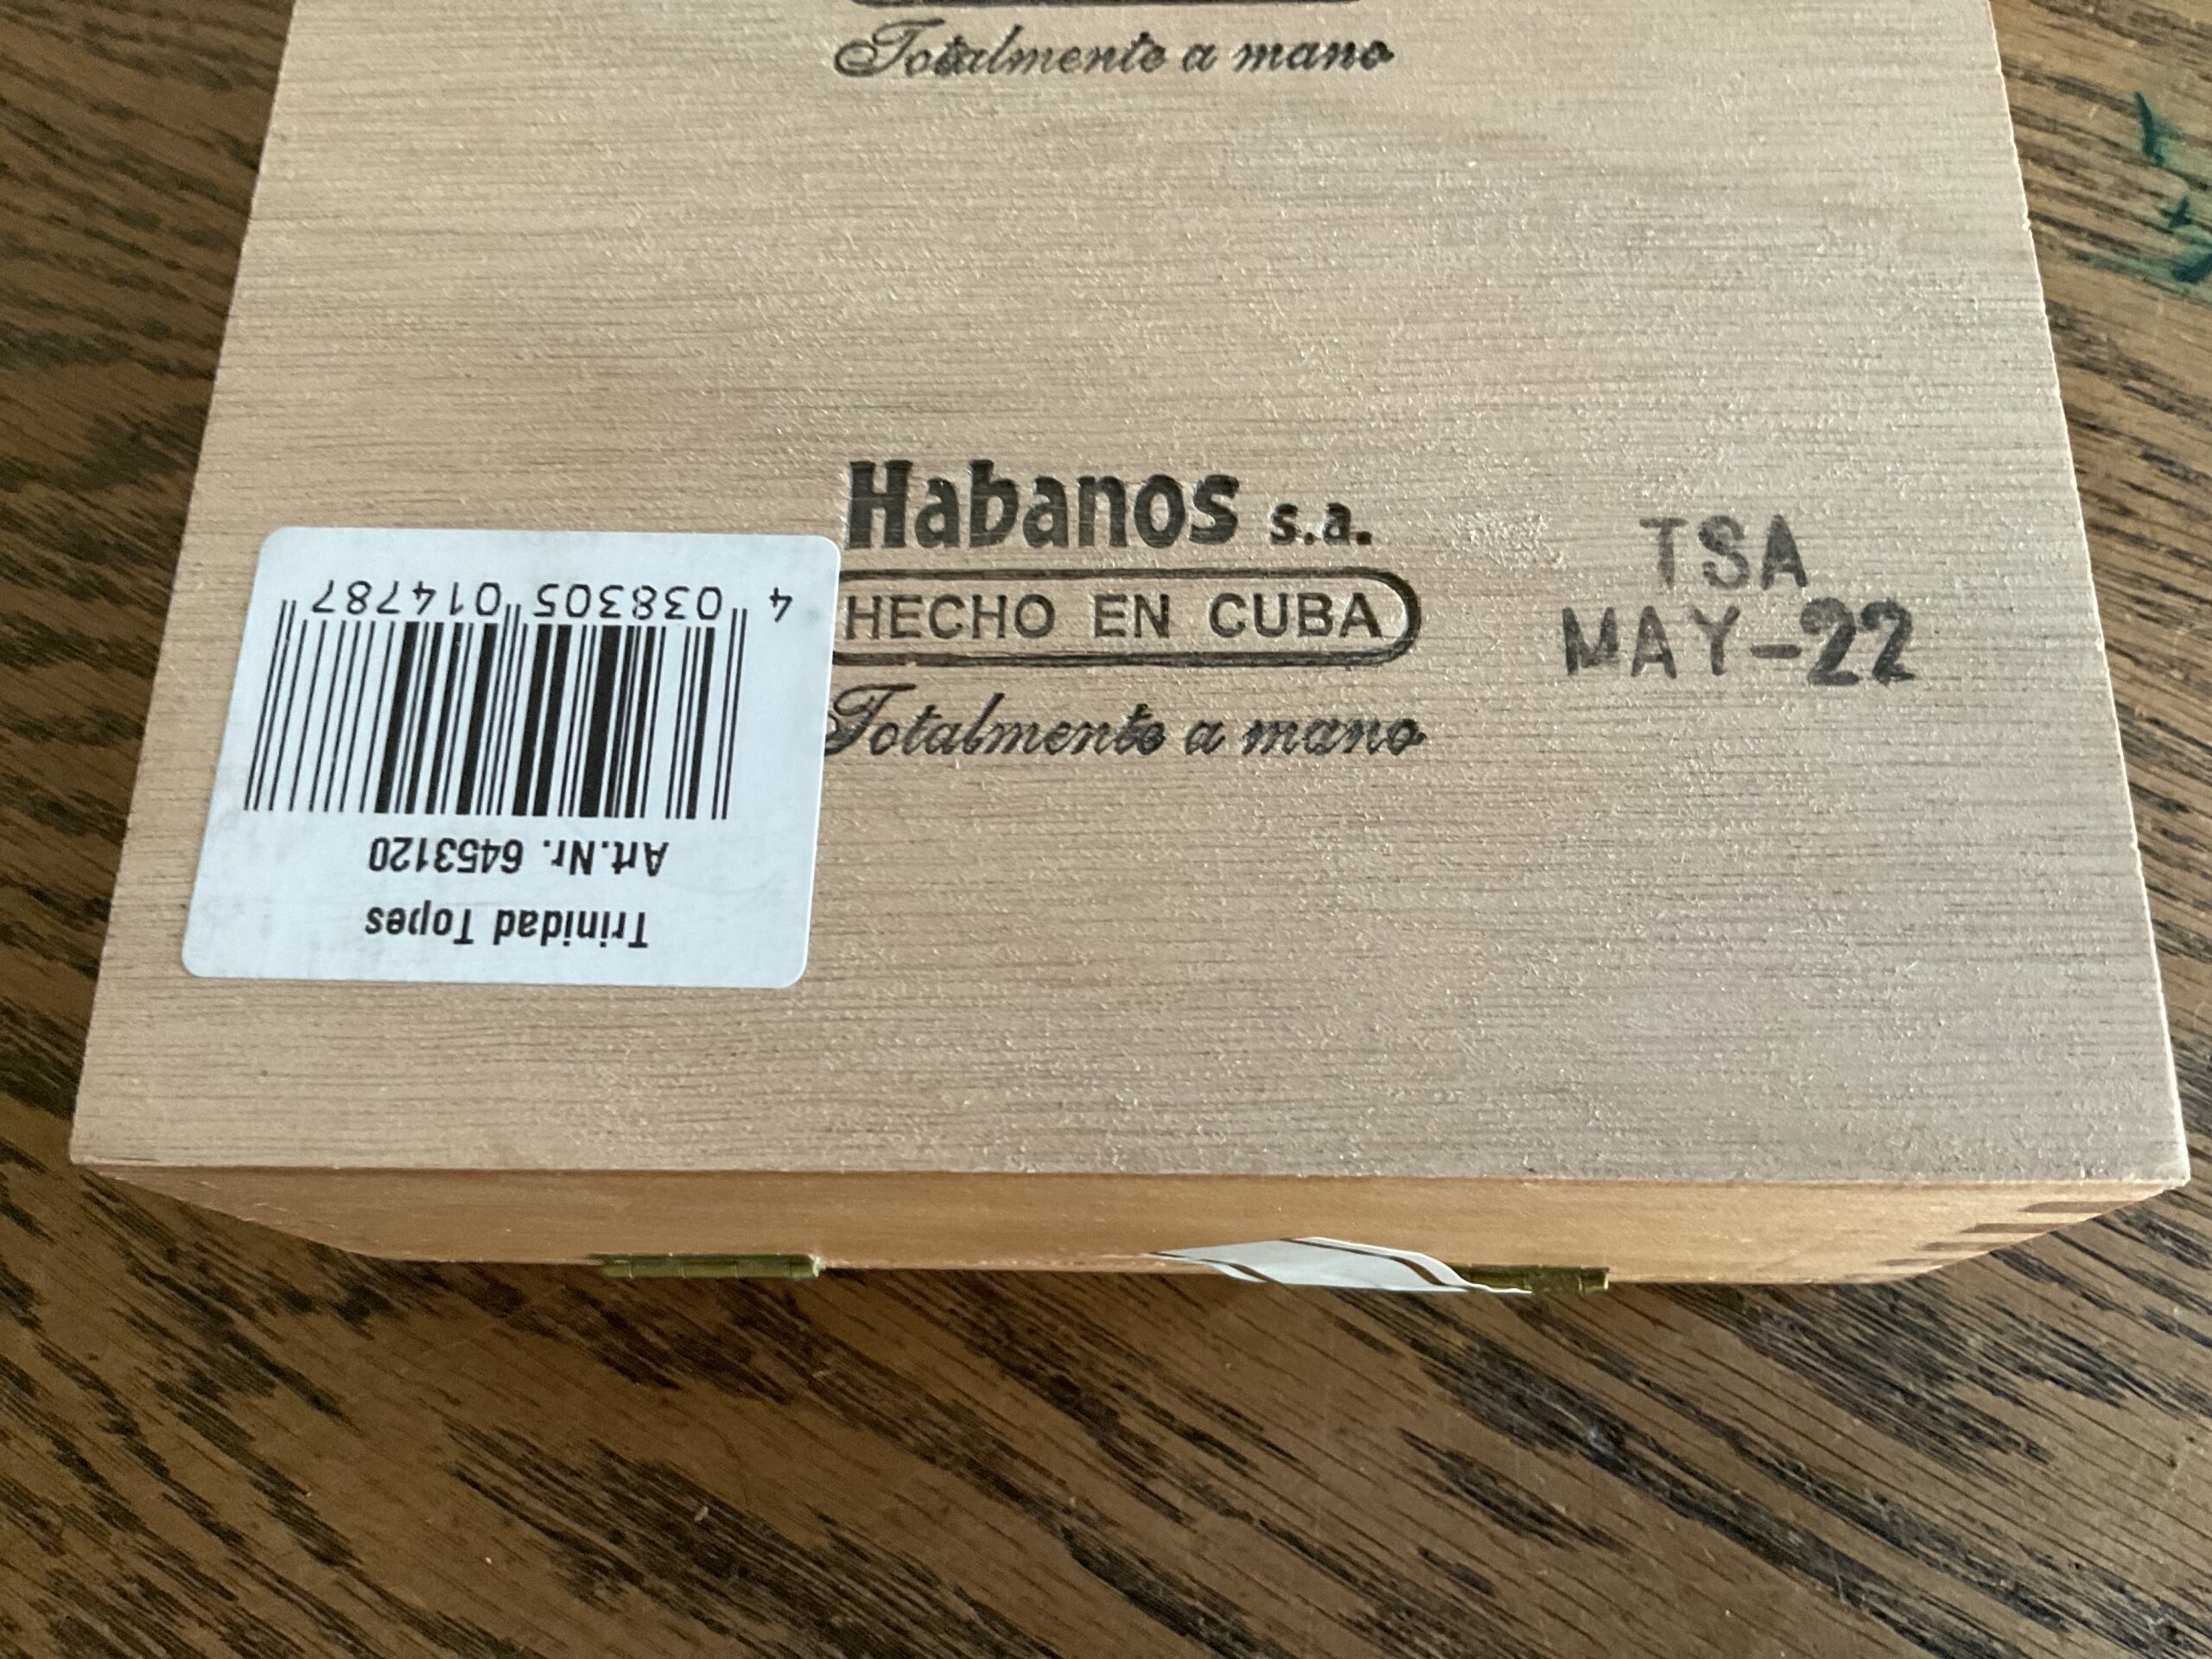 Totalmente a mano
Habanos s.a.
HECHO EN CUBA
Totalmente a mano
TSA
MAY-22
Trinidad Topes
Art.Nr. 6453120
4 038305 014787